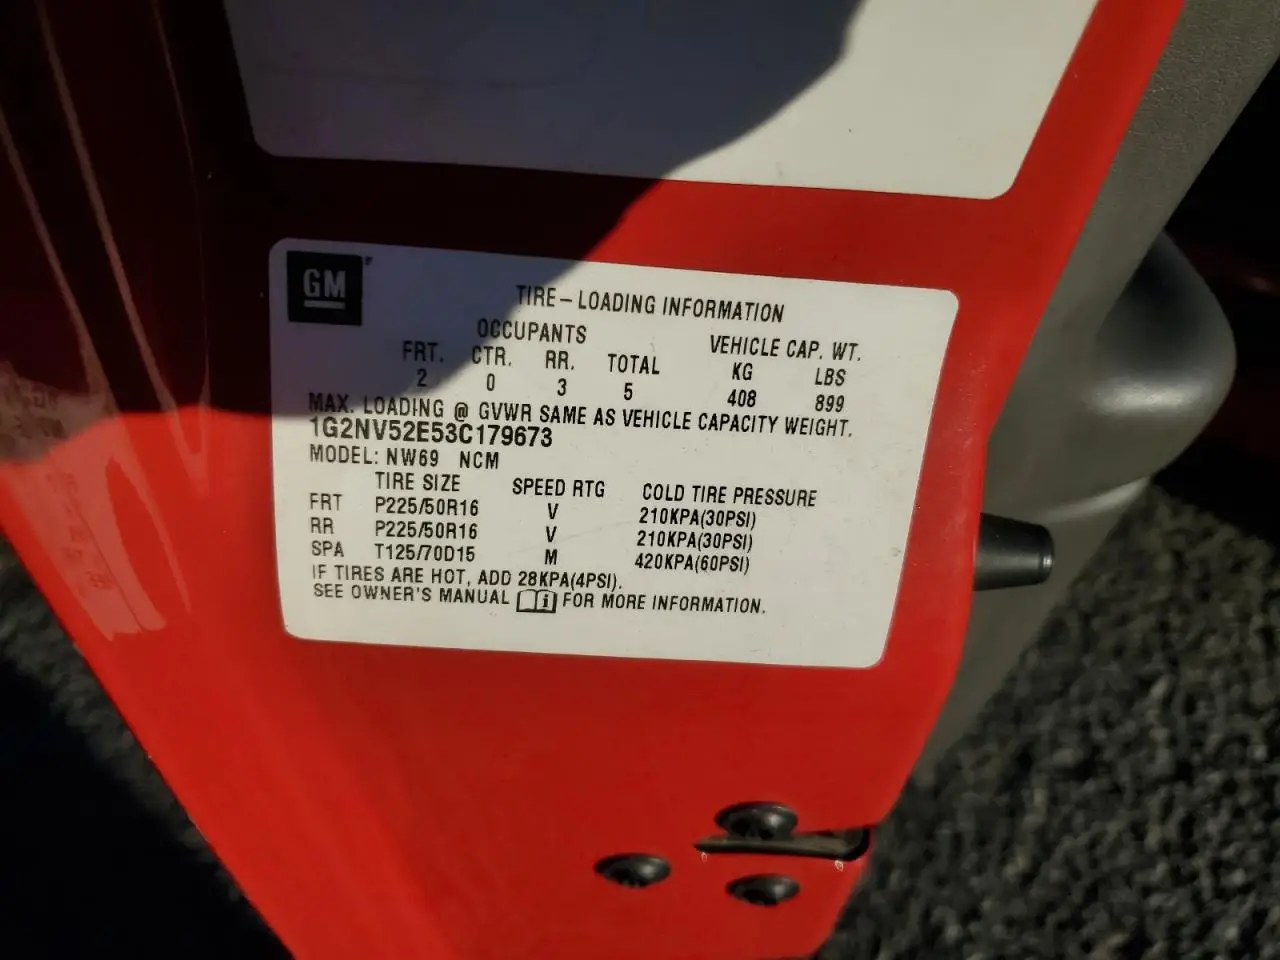 GM
TIRE-LOADING INFORMATION
OCCUPANTS VEHICLE CAP. WT.
FRT. CTR. RR. TOTAL KG LBS
2 0 3 5 408 899
MAX. LOADING @ GVWR SAME AS VEHICLE CAPACITY WEIGHT.
1G2NV52E53C179673
MODEL: NW69 NCM
TIRE SIZE SPEED RTG COLD TIRE PRESSURE
FRT P225/50R16 V 210KPA(30PSI)
RR P225/50R16 V 210KPA(30PSI)
SPA T125/70D15 M 420KPA(60PSI)
IF TIRES ARE HOT, ADD 28KPA(4PSI).
SEE OWNER'S MANUAL i FOR MORE INFORMATION.